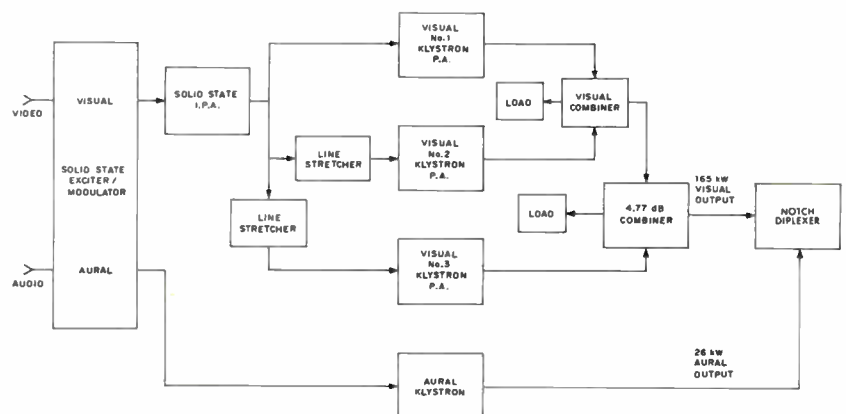 VISUAL
No.1
KLYSTRON
P.A.
SOLID STATE
I.P.A.
LOAD
VISUAL
COMBINER
VIDEO
VISUAL
SOLID STATE
EXCITER/
MODULATOR
LINE
STRETCHER
VISUAL
No.2
KLYSTRON
P.A.
LINE
STRETCHER
LOAD
4.77 dB
COMBINER
165 kW
VISUAL
OUTPUT
NOTCH
DIPLEXER
AUDIO
AURAL
VISUAL
No.3
KLYSTRON
P.A.
AURAL
KLYSTRON
26 kW
AURAL
OUTPUT